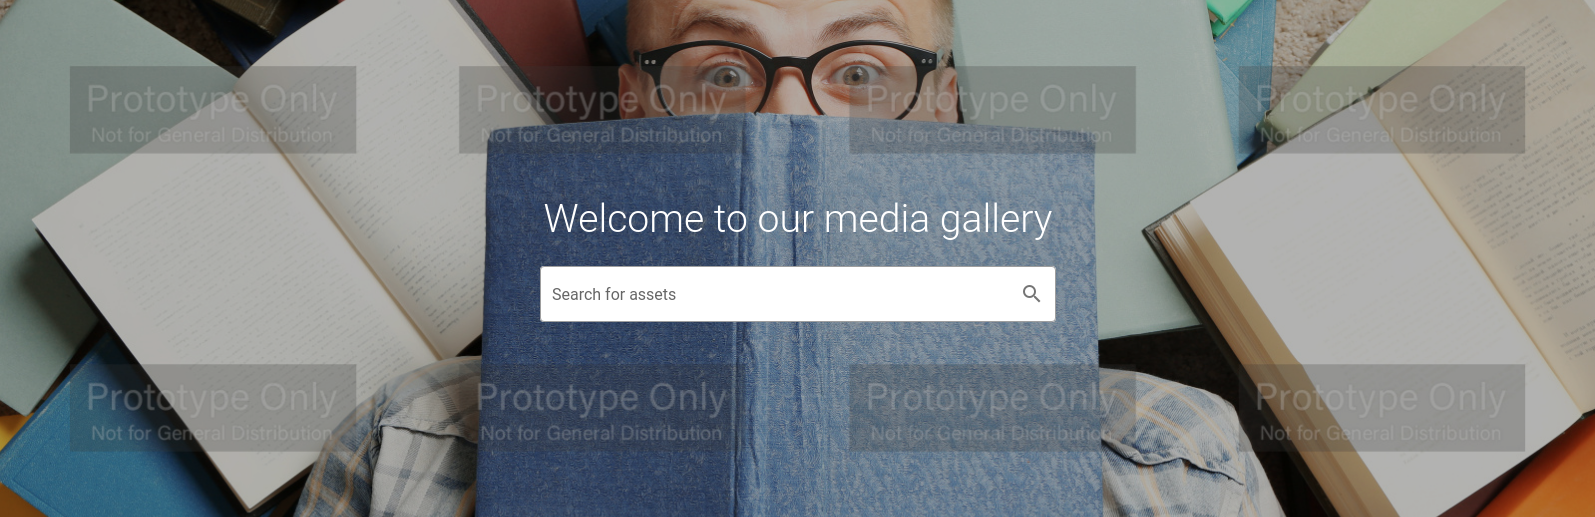 Prototype Only Prototype Only Prototype Only Prototype Only
Not for General Distribution Not for General Distribution Not for General Distribution Not for General Distribution
Welcome to our media gallery
Search for assets
Prototype Only Prototype Only Prototype Only Prototype Only
Not for General Distribution Not for General Distribution Not for General Distribution Not for General Distribution